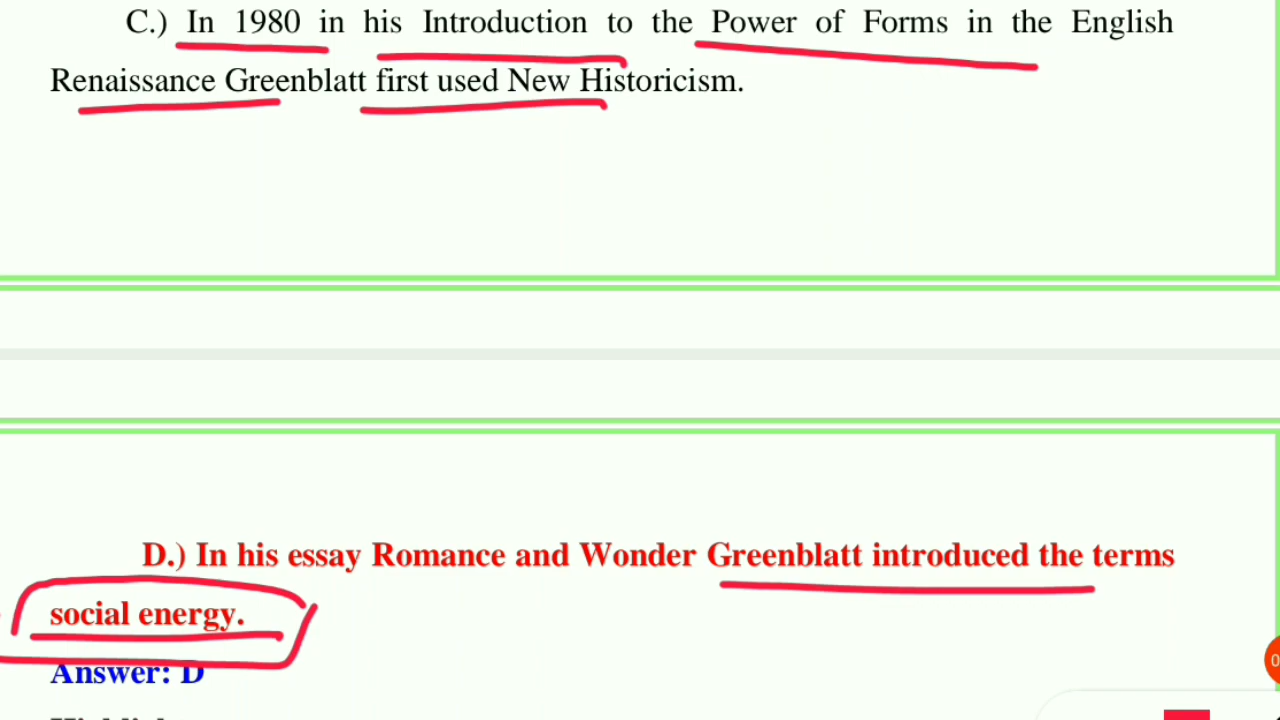 C.) In 1980 in his Introduction to the Power of Forms in the English
Renaissance Greenblatt first used New Historicism.
D.) In his essay Romance and Wonder Greenblatt introduced the terms
social energy.
Answer: D